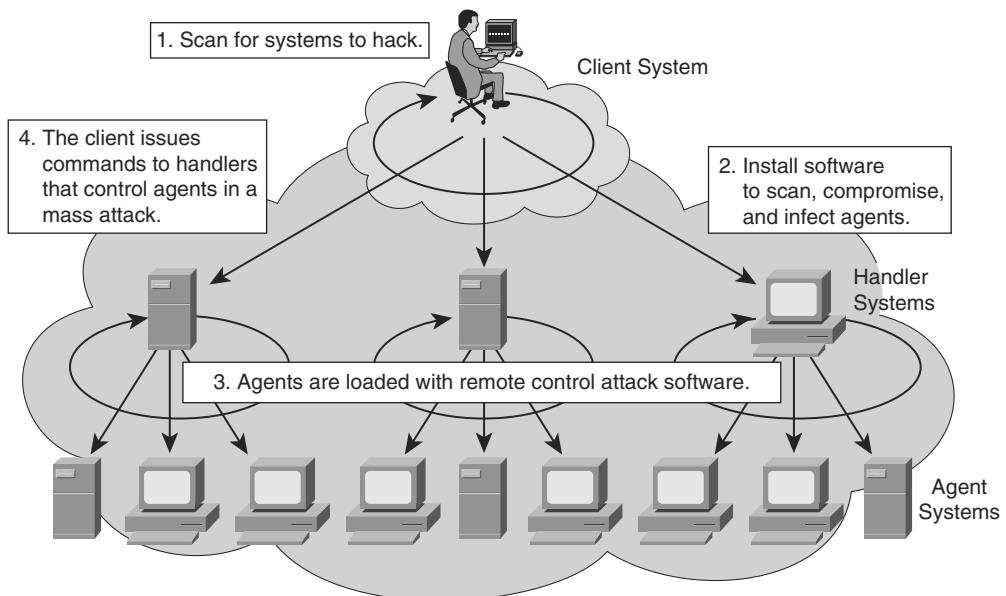 1. Scan for systems to hack.
Client System
4. The client issues
commands to handlers
that control agents in a
mass attack.
2. Install software
to scan, compromise,
and infect agents.
Handler
Systems
3. Agents are loaded with remote control attack software.
Agent
Systems